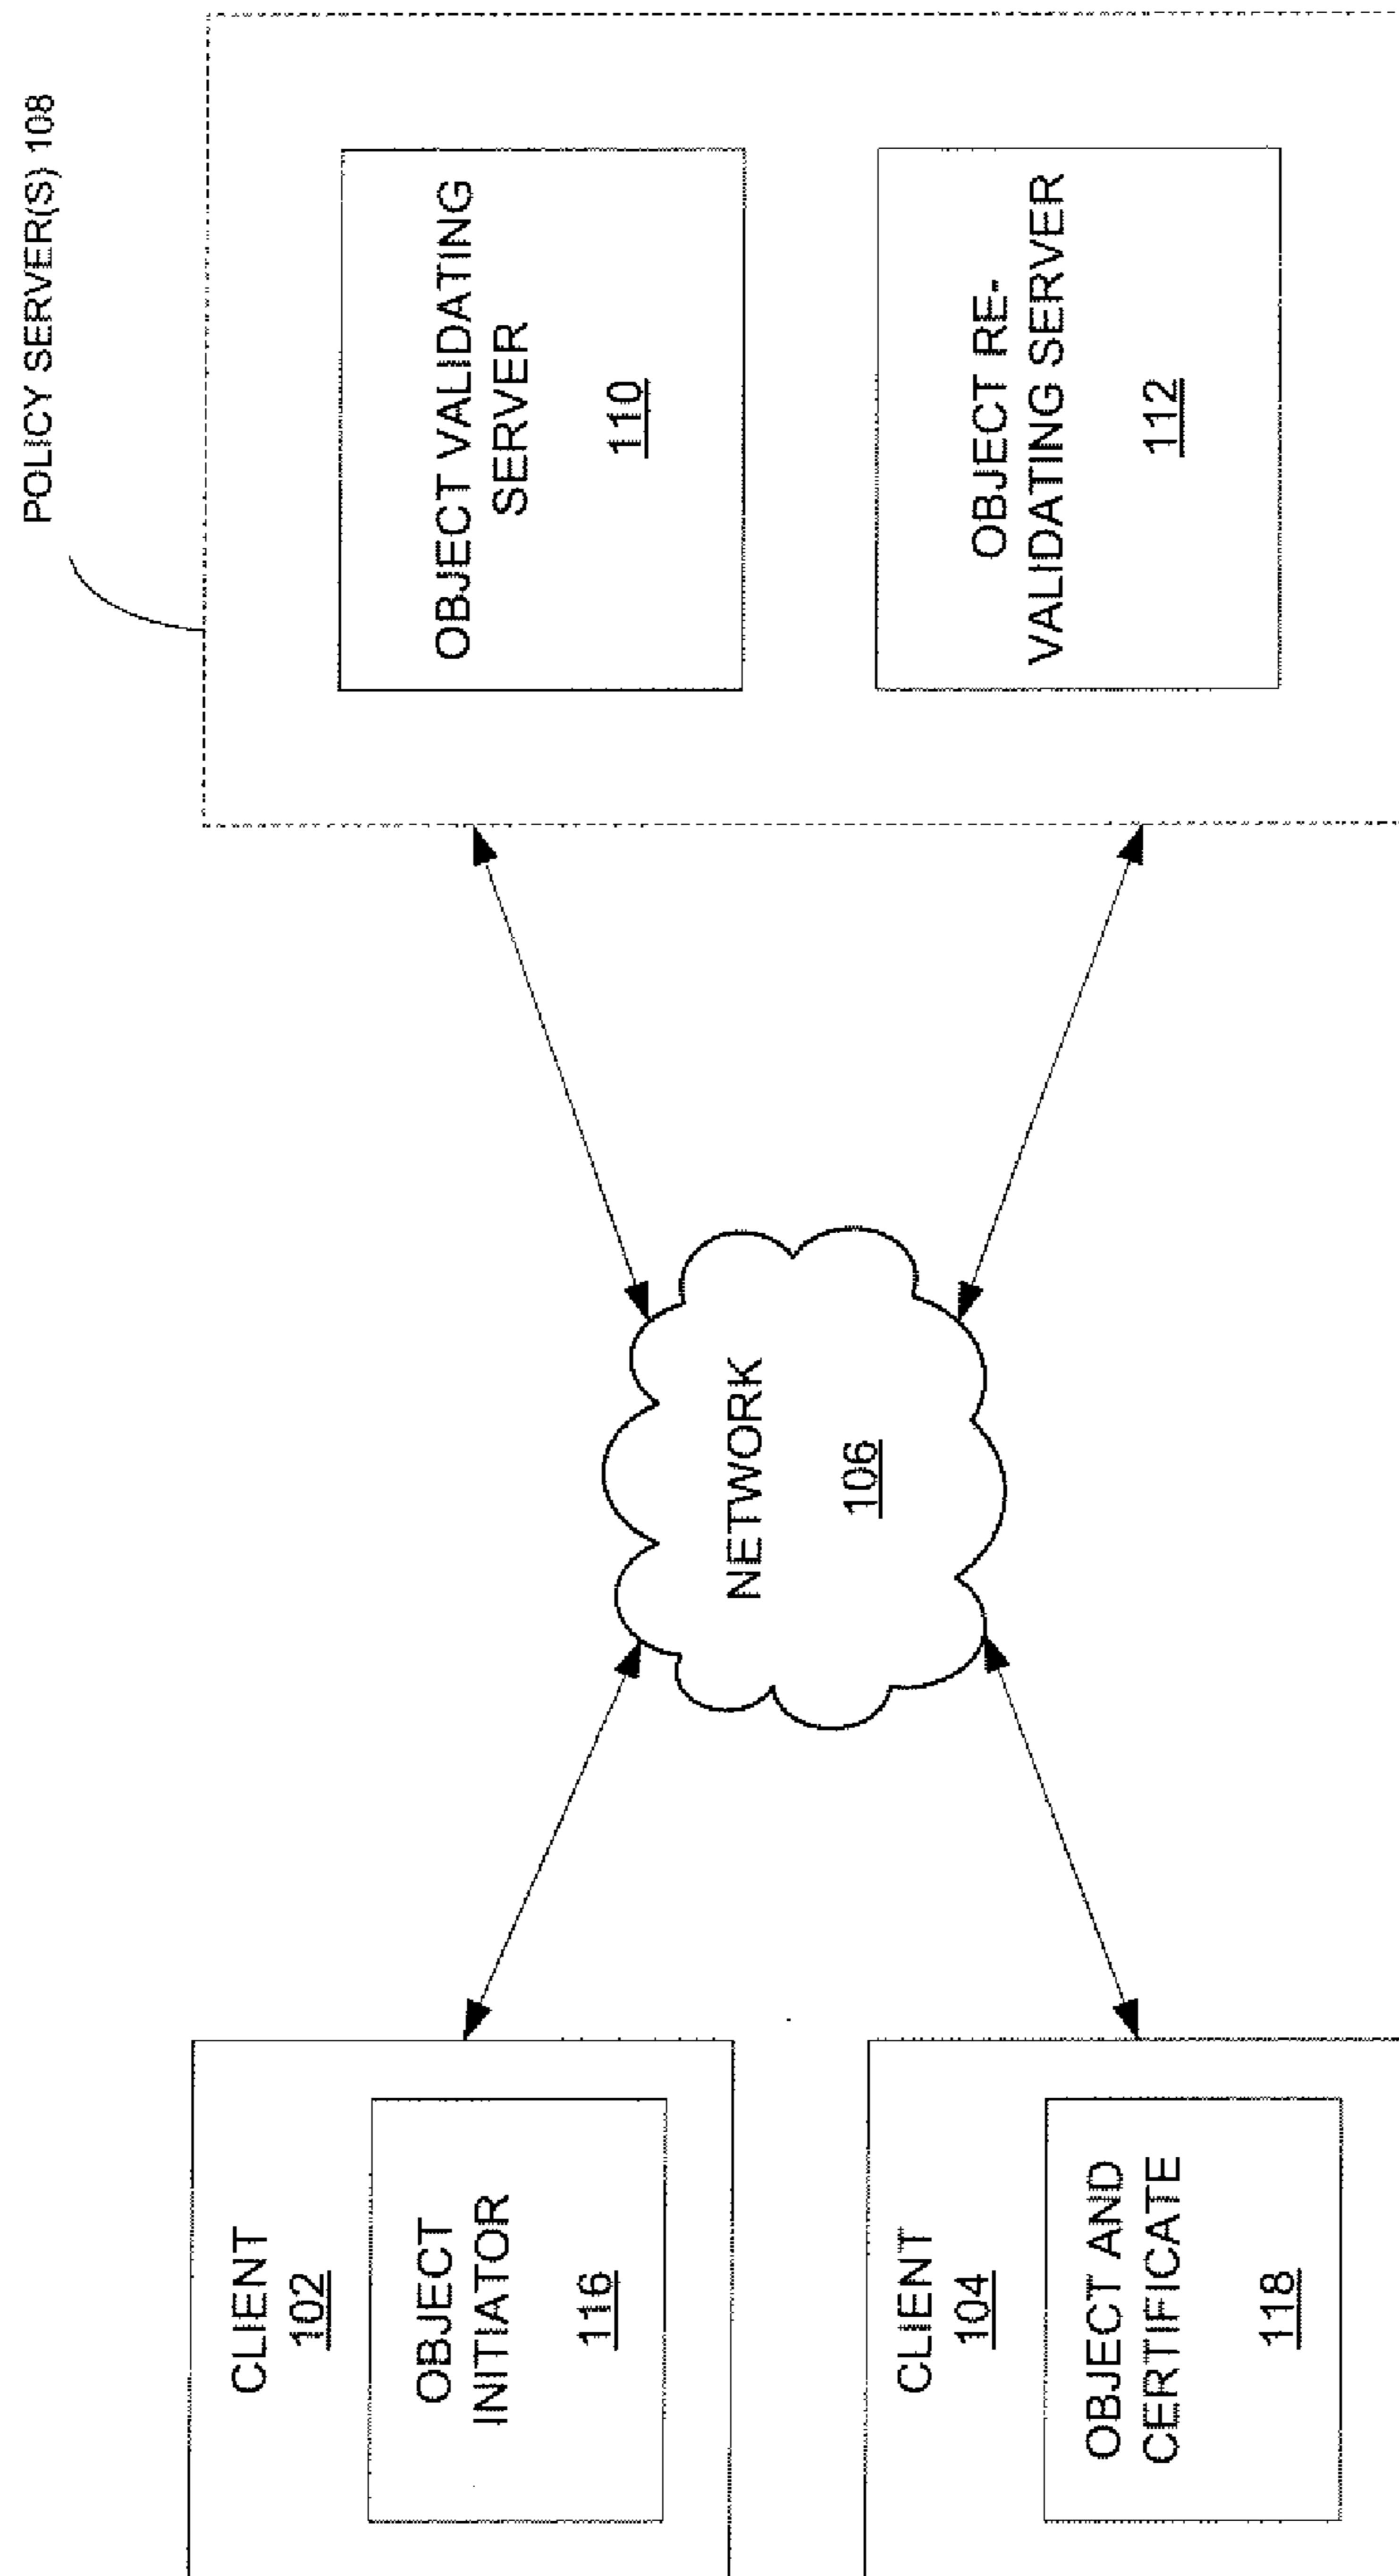 POLICY SERVER(S) 108
CLIENT
102
OBJECT
INITIATOR
116
CLIENT
104
OBJECT AND
CERTIFICATE
118
NETWORK
106
OBJECT VALIDATING
SERVER
110
OBJECT RE-
VALIDATING SERVER
112